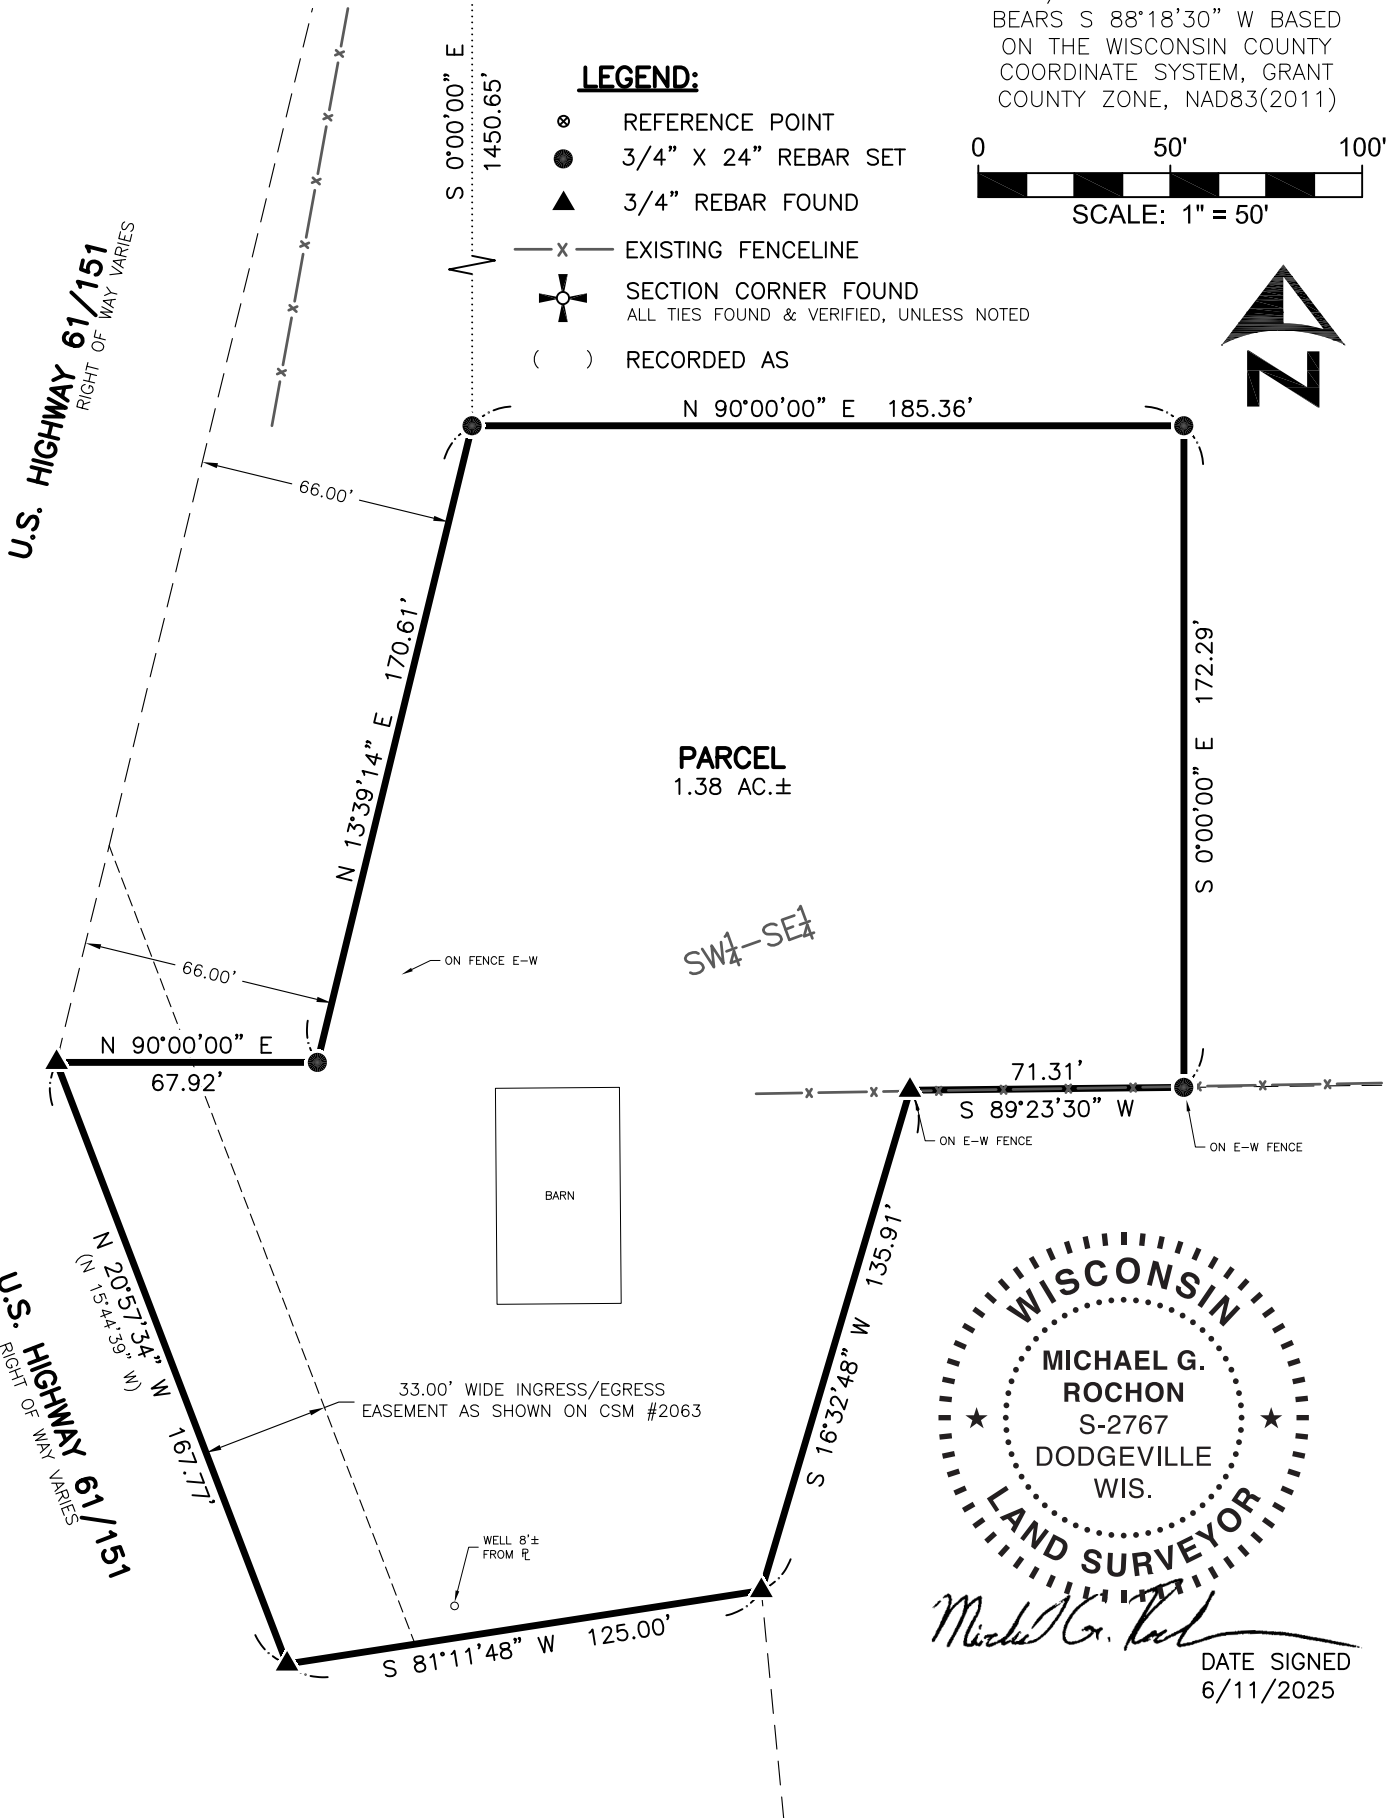 BEARS S 88°18'30" W BASED
ON THE WISCONSIN COUNTY
COORDINATE SYSTEM, GRANT
COUNTY ZONE, NAD83(2011)
S 0°00'00" E
1450.65'
LEGEND:
REFERENCE POINT
3/4" X 24" REBAR SET
3/4" REBAR FOUND
X EXISTING FENCELINE
SECTION CORNER FOUND
ALL TIES FOUND & VERIFIED, UNLESS NOTED
( ) RECORDED AS
0 50' 100'
SCALE: 1" = 50'
N
U.S. HIGHWAY 61/151
RIGHT OF WAY VARIES
N 90°00'00" E 185.36'
66.00'
N 13°39'14" E 170.61'
S 0°00'00" E 172.29'
PARCEL
1.38 AC.±
SW¼-SE¼
ON FENCE E-W
66.00'
N 90°00'00" E
67.92'
71.31'
S 89°23'30" W
ON E-W FENCE
ON E-W FENCE
BARN
N 20°57'34" W 167.77'
(N 15°44'39" W)
U.S. HIGHWAY 61/151
RIGHT OF WAY VARIES
S 16°32'48" W 135.91'
33.00' WIDE INGRESS/EGRESS
EASEMENT AS SHOWN ON CSM #2063
WELL 8'±
FROM ℄
S 81°11'48" W 125.00'
WISCONSIN
MICHAEL G.
ROCHON
S-2767
DODGEVILLE
WIS.
LAND SURVEYOR
DATE SIGNED
6/11/2025